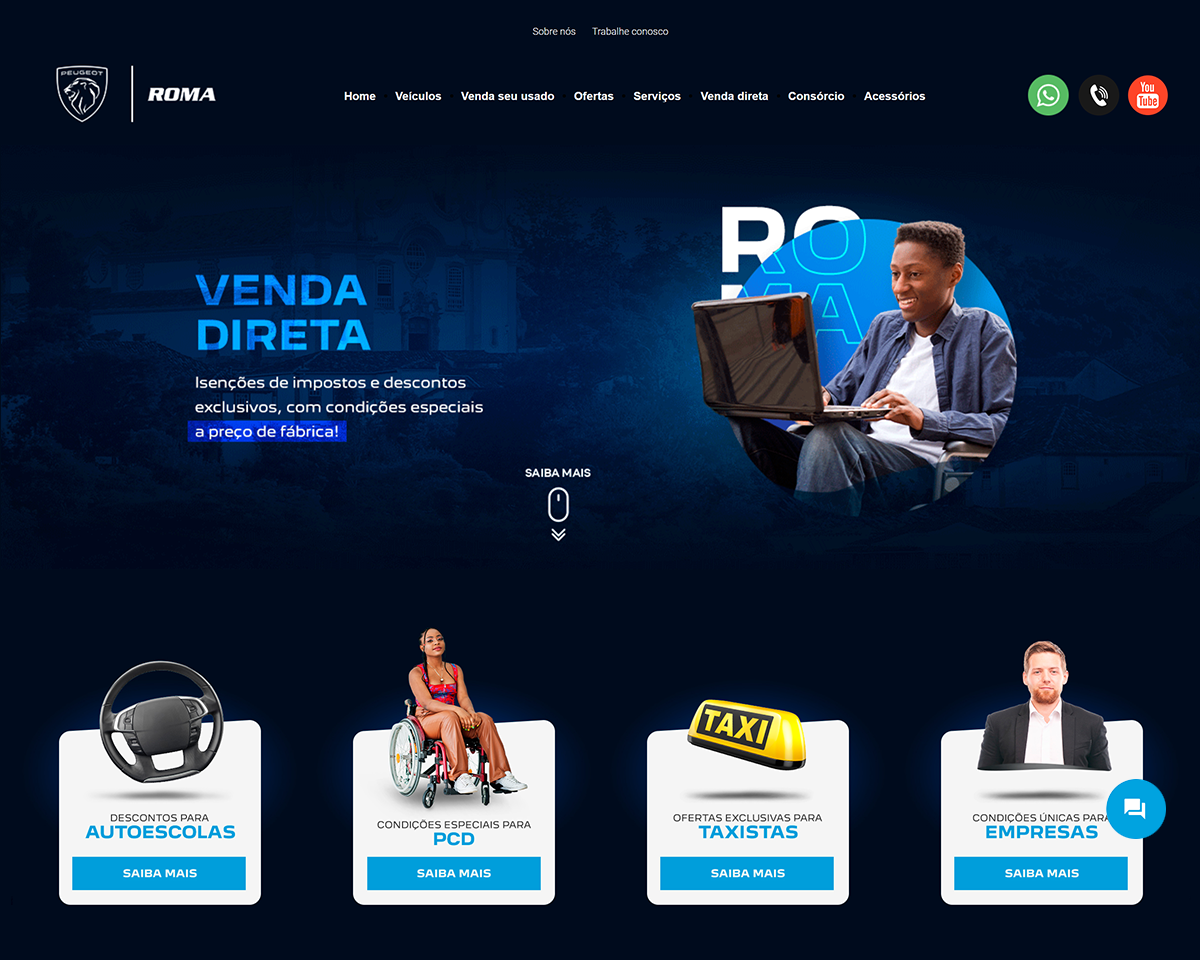 Sobre nós Trabalhe conosco
PEUGEOT
ROMA
Home Veículos Venda seu usado Ofertas Serviços Venda direta Consórcio Acessórios
You
Tube
RO
MA
VENDA
DIRETA
Isenções de impostos e descontos
exclusivos, com condições especiais
a preço de fábrica!
SAIBA MAIS
TAXI
DESCONTOS PARA
AUTOESCOLAS
SAIBA MAIS
CONDIÇÕES ESPECIAIS PARA
PCD
SAIBA MAIS
OFERTAS EXCLUSIVAS PARA
TAXISTAS
SAIBA MAIS
CONDIÇÕES ÚNICAS PARA
EMPRESAS
SAIBA MAIS